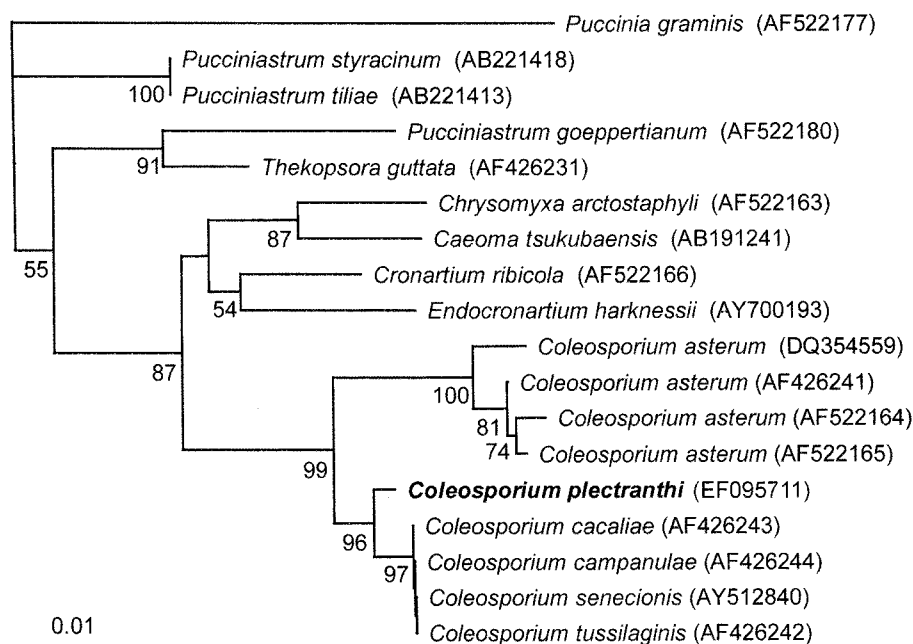 Puccinia graminis (AF522177)
Pucciniastrum styracinum (AB221418)
100
Pucciniastrum tiliae (AB221413)
Pucciniastrum goeppertianum (AF522180)
91
Thekopsora guttata (AF426231)
Chrysomyxa arctostaphyli (AF522163)
87
Caeoma tsukubaensis (AB191241)
55
Cronartium ribicola (AF522166)
54
Endocronartium harknessii (AY700193)
Coleosporium asterum (DQ354559)
87
100
Coleosporium asterum (AF426241)
Coleosporium asterum (AF522164)
81
74
Coleosporium asterum (AF522165)
99
Coleosporium plectranthi (EF095711)
Coleosporium cacaliae (AF426243)
96
Coleosporium campanulae (AF426244)
97
Coleosporium senecionis (AY512840)
0.01
Coleosporium tussilaginis (AF426242)